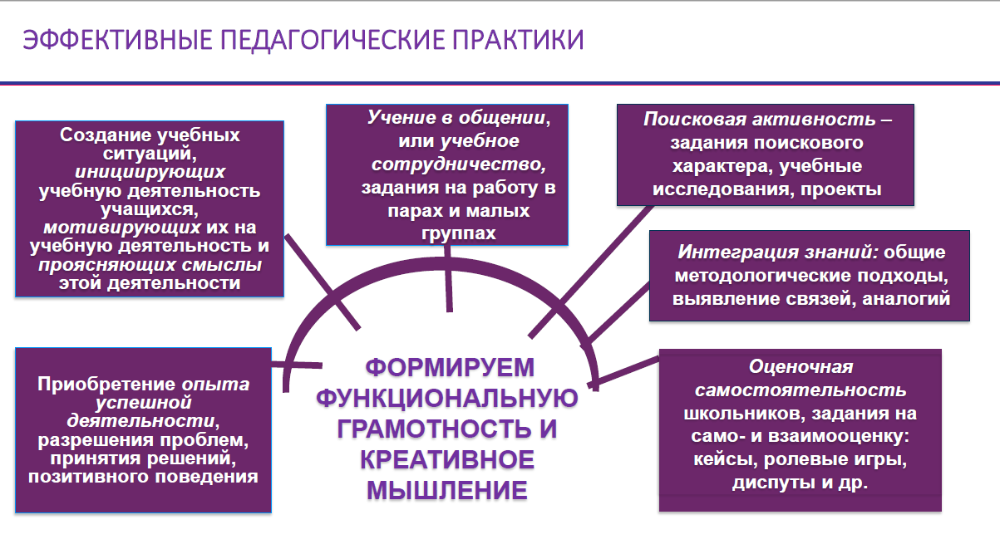 ЭФФЕКТИВНЫЕ ПЕДАГОГИЧЕСКИЕ ПРАКТИКИ
Создание учебных
ситуаций,
инициирующих
учебную деятельность
учащихся,
мотивирующих их на
учебную деятельность и
проясняющих смыслы
этой деятельности
Учение в общении,
или учебное
сотрудничество,
задания на работу в
парах и малых
группах
Поисковая активность –
задания поискового
характера, учебные
исследования, проекты
Интеграция знаний: общие
методологические подходы,
выявление связей, аналогий
Приобретение опыта
успешной
деятельности,
разрешения проблем,
принятия решений,
позитивного поведения
ФОРМИРУЕМ
ФУНКЦИОНАЛЬНУЮ
ГРАМОТНОСТЬ И
КРЕАТИВНОЕ
МЫШЛЕНИЕ
Оценочная
самостоятельность
школьников, задания на
само- и взаимооценку:
кейсы, ролевые игры,
диспуты и др.